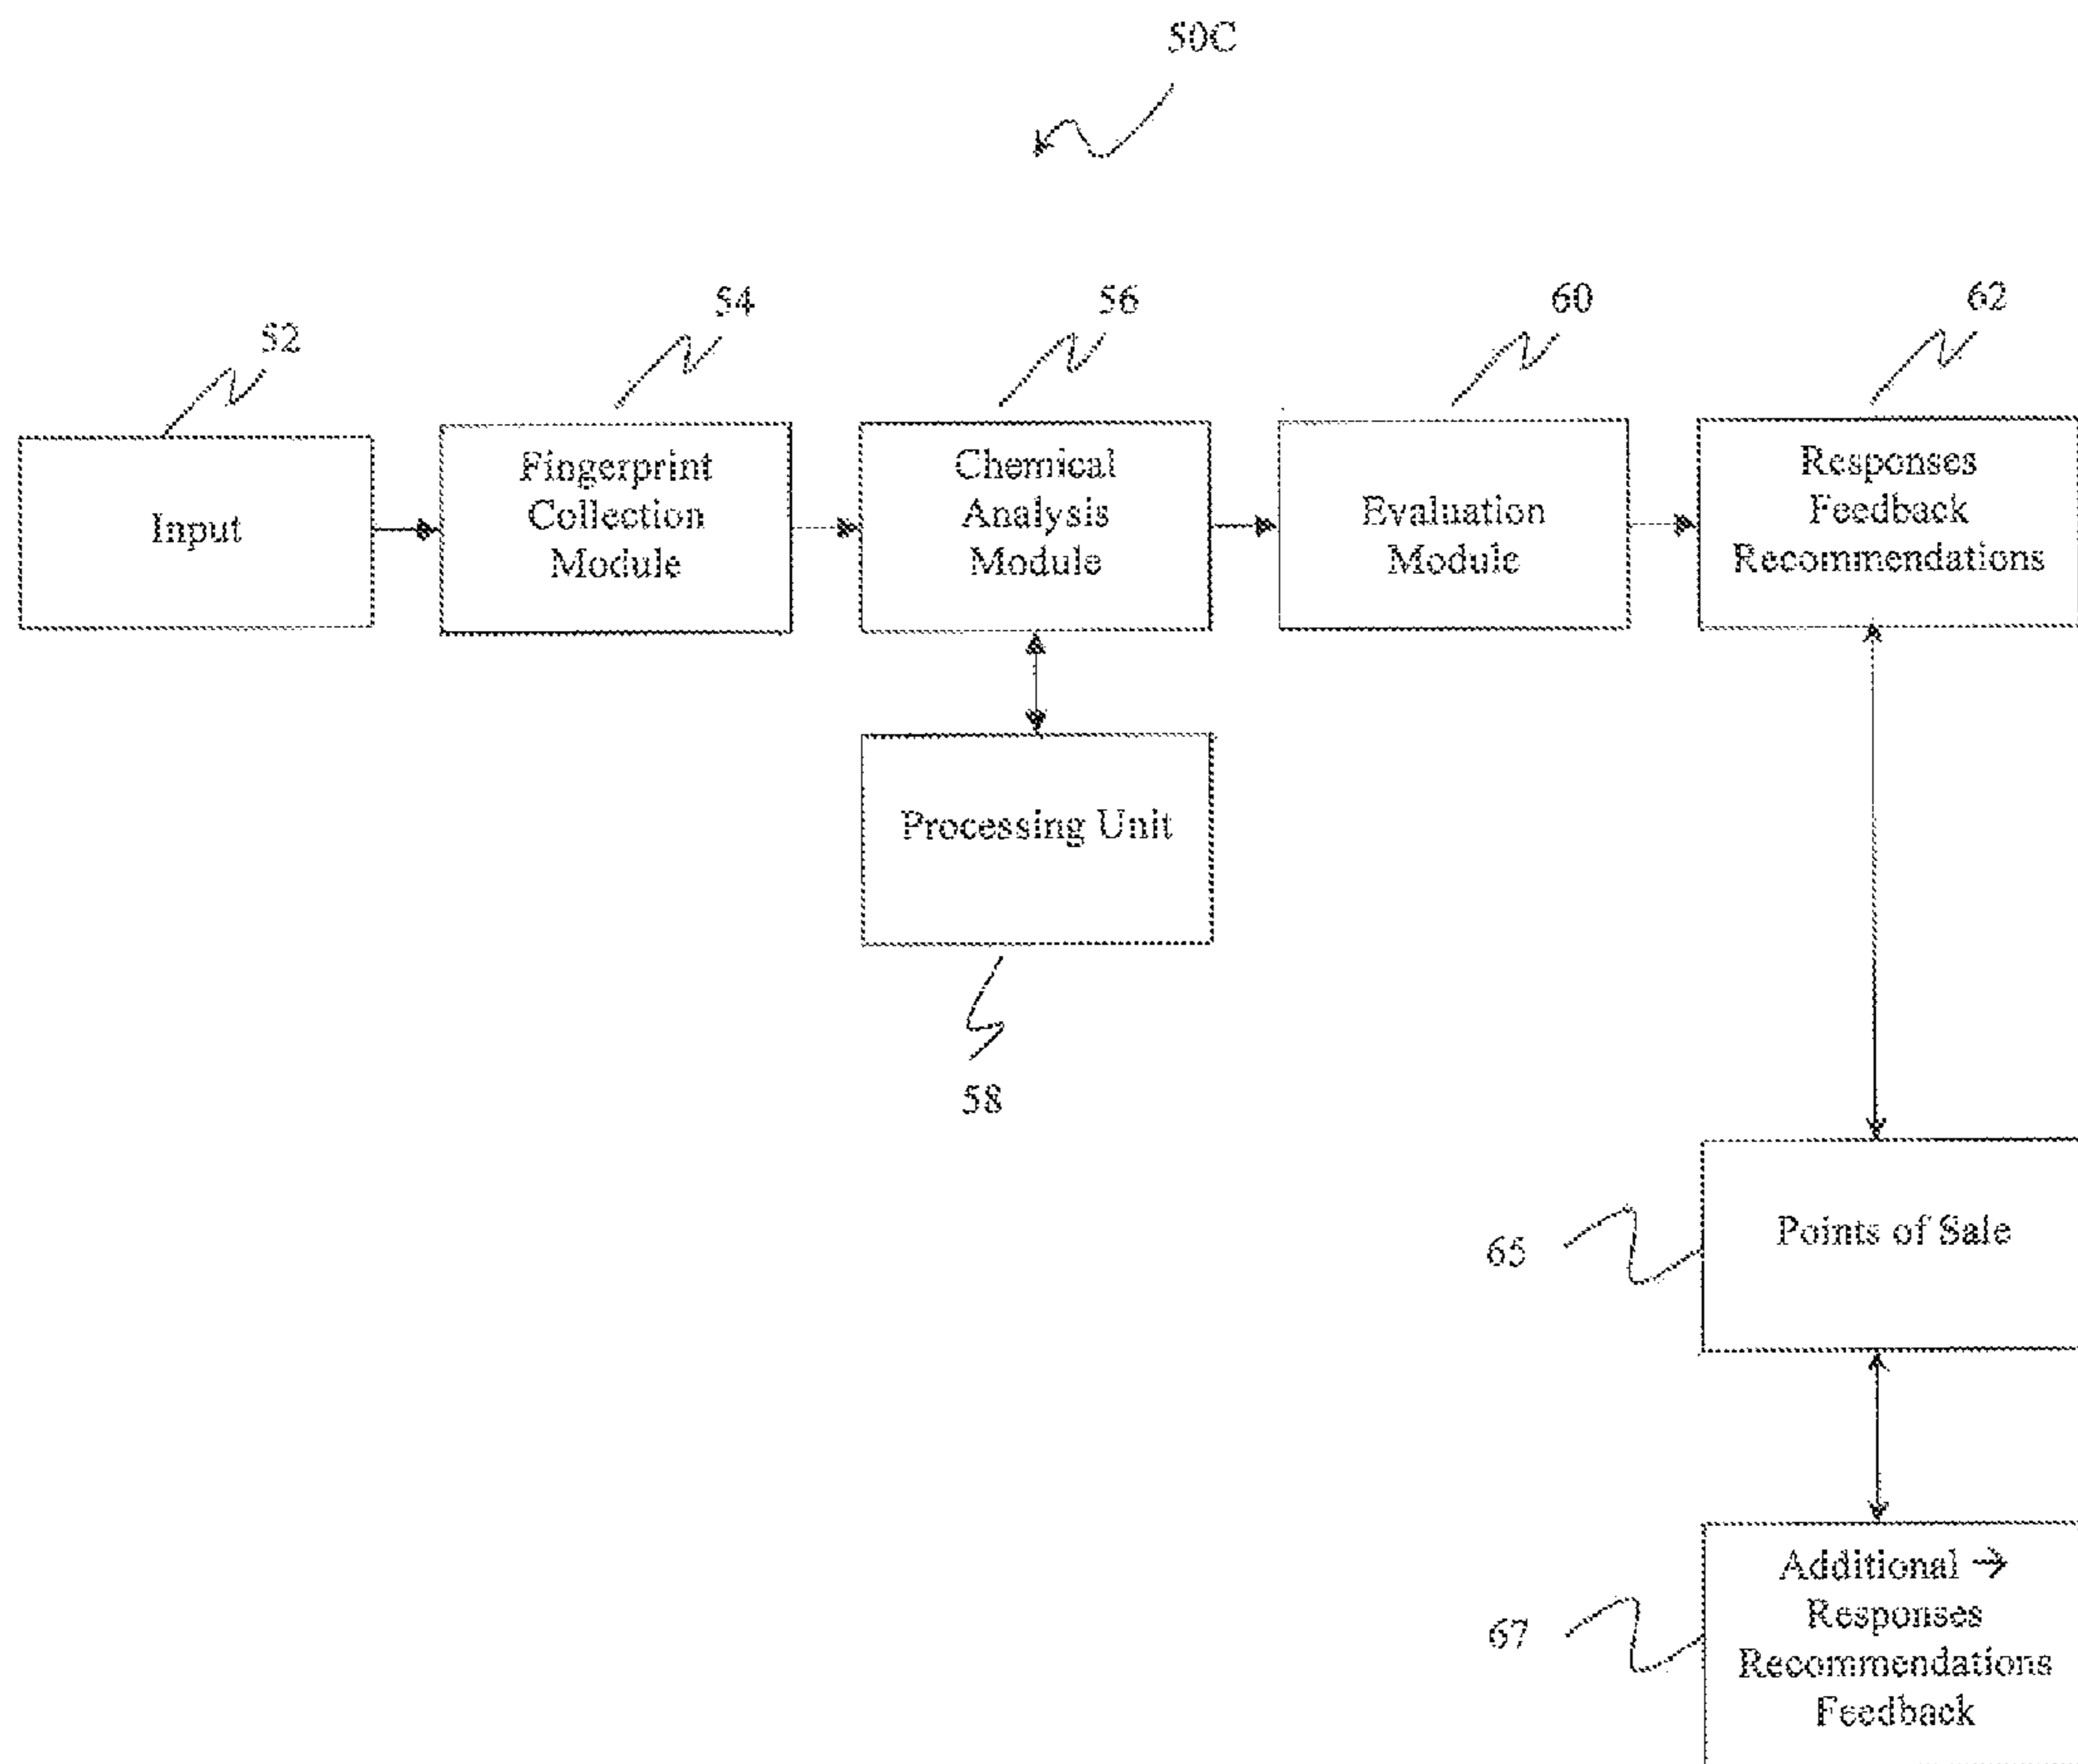 50C
52
54
56
60
62
Input
Fingerprint
Collection
Module
Chemical
Analysis
Module
Evaluation
Module
Responses
Feedback
Recommendations
Processing Unit
58
65
Points of Sale
67
Additional →
Responses
Recommendations
Feedback